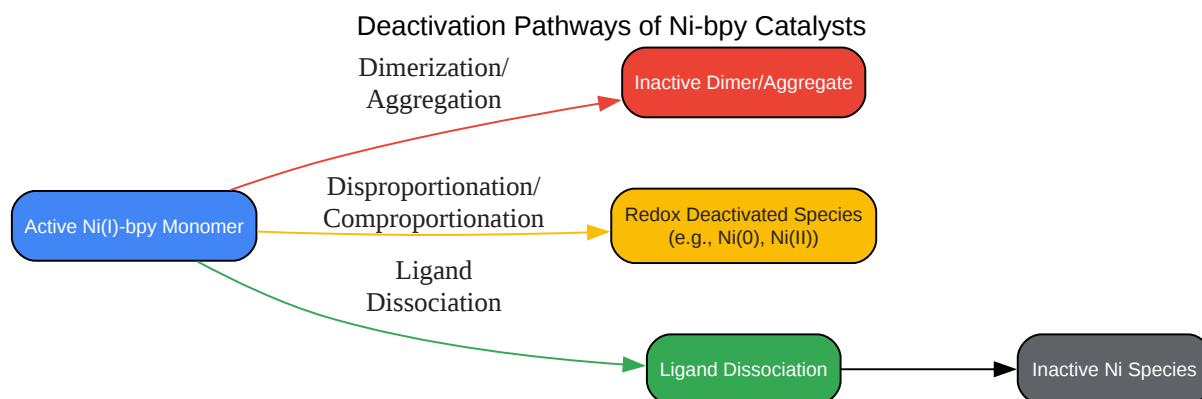 Deactivation Pathways of Ni-bpy Catalysts
Dimerization/
Aggregation
Inactive Dimer/Aggregate
Active Ni(I)-bpy Monomer
Disproportionation/
Comproportionation
Redox Deactivated Species
(e.g., Ni(0), Ni(II))
Ligand
Dissociation
Ligand Dissociation
Inactive Ni Species